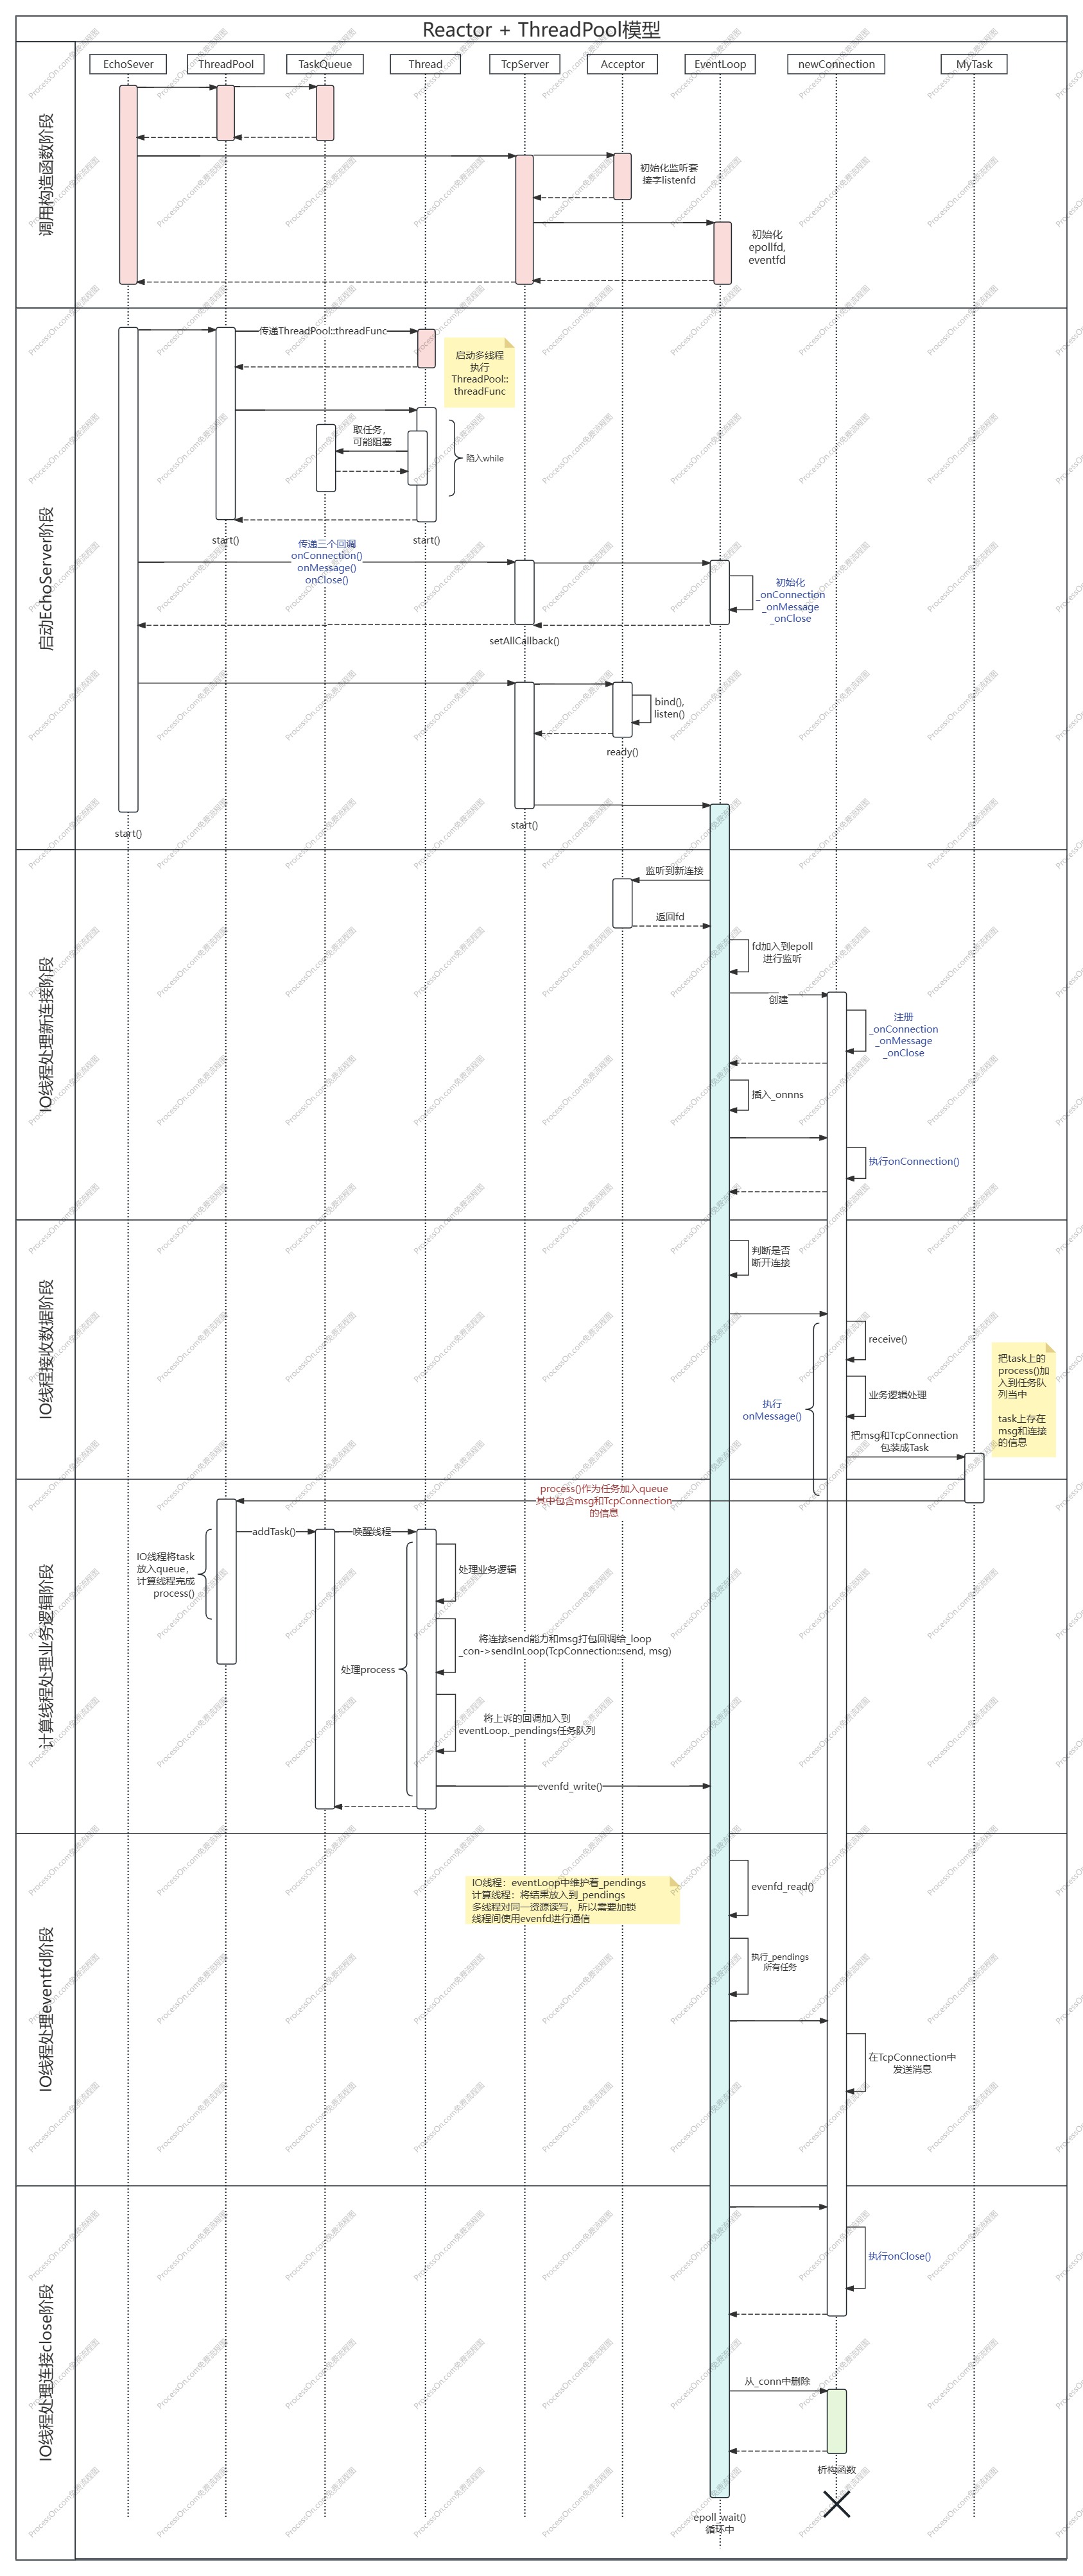 Reactor + ThreadPool模型
EchoSever
ThreadPool
TaskQueue
Thread
TcpServer
Acceptor
EventLoop
newConnection
MyTask
调用构造函数阶段
初始化监听套
接字listenfd
初始化
epollfd,
eventfd
启动EchoServer阶段
传递ThreadPool::threadFunc
启动多线程
执行
ThreadPool::
threadFunc
取任务，
可能阻塞
陷入while
start()
start()
传递三个回调
onConnection()
onMessage()
onClose()
初始化
_onConnection
_onMessage
_onClose
setAllCallback()
bind(),
listen()
ready()
start()
start()
IO线程处理新连接阶段
监听到新连接
返回fd
fd加入到epoll
进行监听
创建
注册
_onConnection
_onMessage
_onClose
插入_onnns
执行onConnection()
IO线程接收数据阶段
判断是否
断开连接
receive()
执行
onMessage()
业务逻辑处理
把msg和TcpConnection
包装成Task
把task上的
process()加
入到任务队
列当中
task上存在
msg和连接
的信息
计算线程处理业务逻辑阶段
process()作为任务加入queue
其中包含msg和TcpConnection
的信息
addTask()
唤醒线程
IO线程将task
放入queue，
计算线程完成
process()
处理业务逻辑
将连接send能力和msg打包回调给_loop
_con->sendInLoop(TcpConnection::send, msg)
处理process
将上诉的回调加入到
eventLoop._pendings任务队列
evenfd_write()
IO线程处理eventfd阶段
IO线程：eventLoop中维护着_pendings
计算线程：将结果放入到_pendings
多线程对同一资源读写，所以需要加锁
线程间使用evenfd进行通信
evenfd_read()
执行_pendings
所有任务
在TcpConnection中
发送消息
IO线程处理连接close阶段
执行onClose()
从_conn中删除
析构函数
epoll_wait()
循环中
ProcessOn.com免费流程图